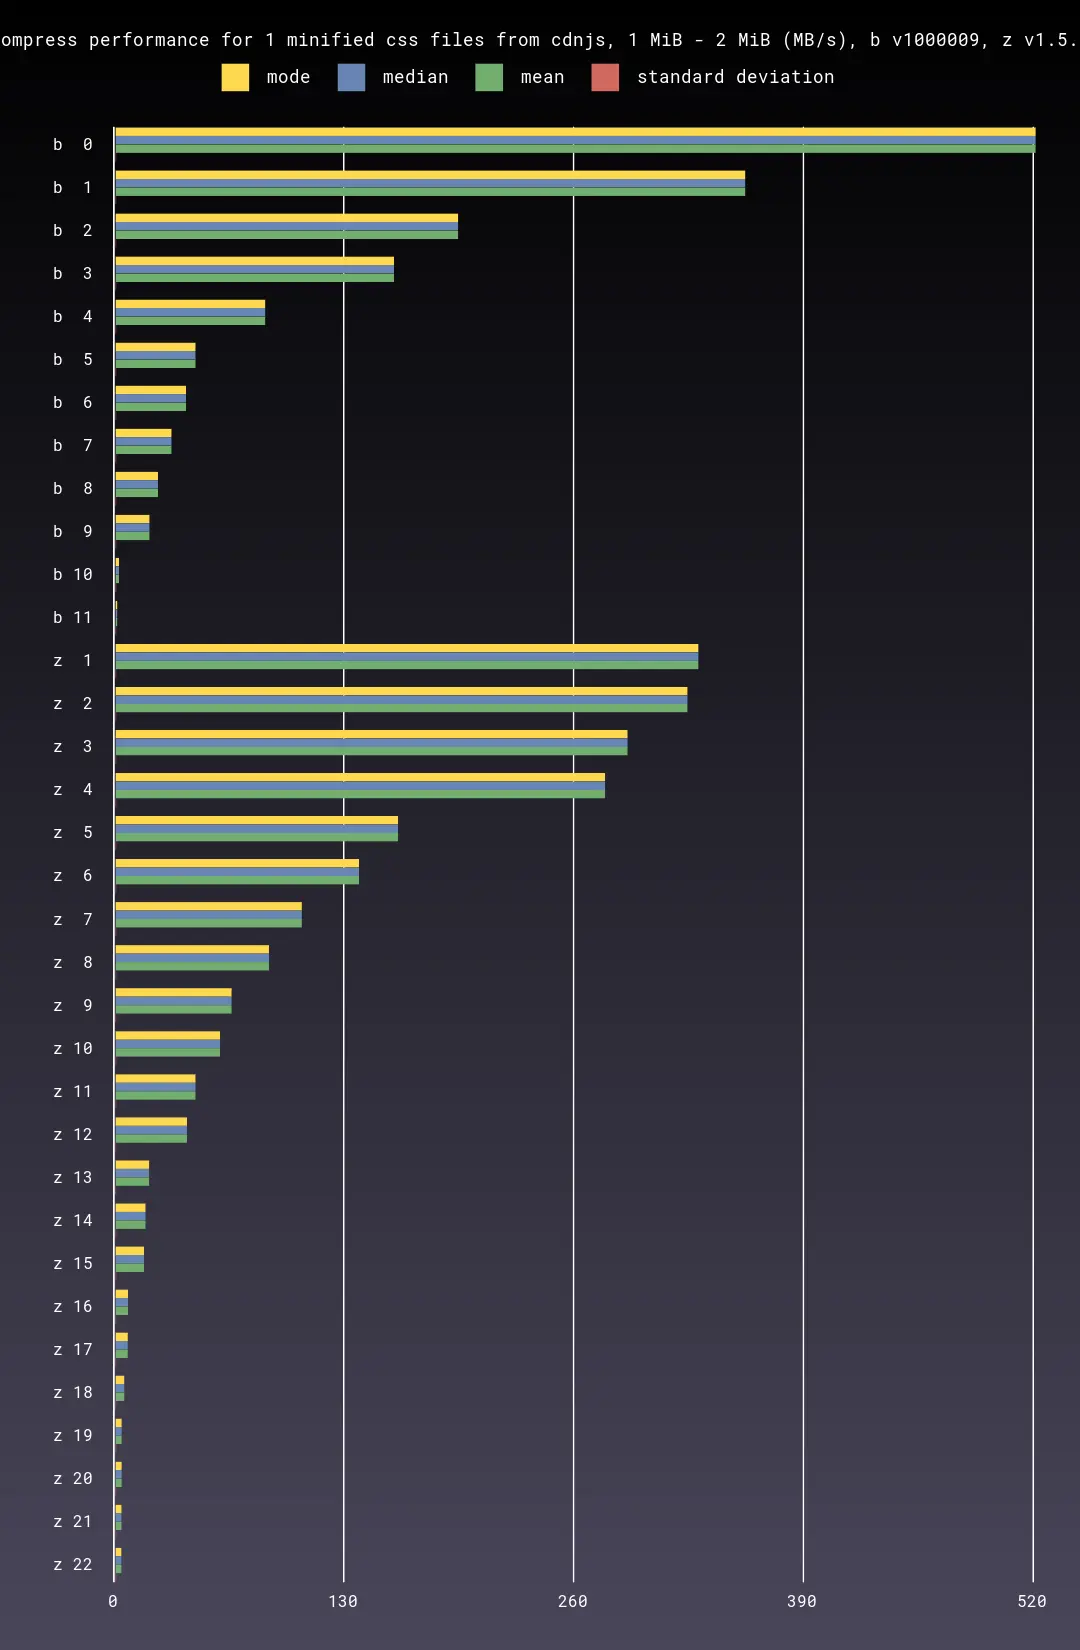 ompress performance for 1 minified css files from cdnjs, 1 MiB - 2 MiB (MB/s), b v1000009, z v1.5.
mode median mean standard deviation
b 0
b 1
b 2
b 3
b 4
b 5
b 6
b 7
b 8
b 9
b 10
b 11
z 1
z 2
z 3
z 4
z 5
z 6
z 7
z 8
z 9
z 10
z 11
z 12
z 13
z 14
z 15
z 16
z 17
z 18
z 19
z 20
z 21
z 22
0 130 260 390 520